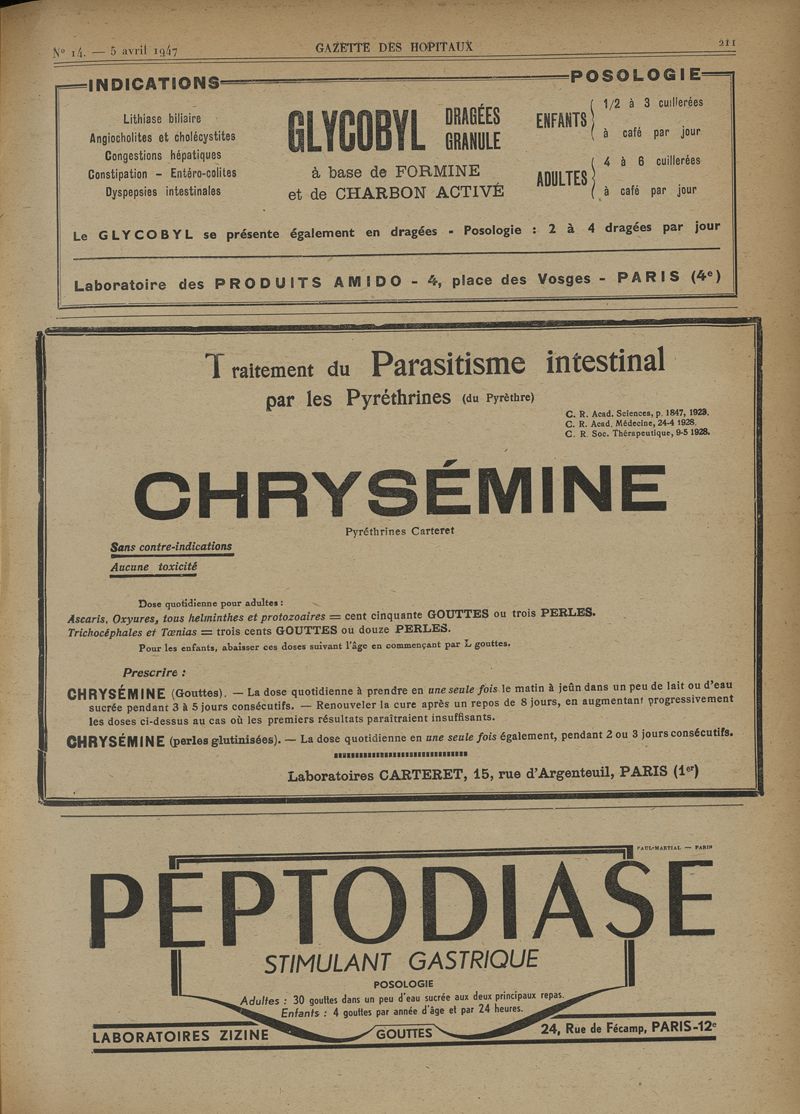 Nº 14. — 5 avril 1947 GAZETTE DES HOPITAUX 211
INDICATIONS
Lithiase biliaire
Angiocholites et cholécystites
Congestions hépatiques
Constipation - Entéro-colites
Dyspepsies intestinales
GLYCOBYL DRAGÉES GRANULE
à base de FORMINE
et de CHARBON ACTIVÉ
POSOLOGIE
ENFANTS 1/2 à 3 cuillerées
à café par jour
ADULTES 4 à 6 cuillerées
à café par jour
Le GLYCOBYL se présente également en dragées - Posologie : 2 à 4 dragées par jour
Laboratoire des PRODUITS AMIDO - 4, place des Vosges - PARIS (4e)
Traitement du Parasitisme intestinal
par les Pyréthrines (du Pyrèthre)
C. R. Acad. Sciences, p. 1847, 1923.
C. R. Acad. Médecine, 24-4 1928.
C. R. Soc. Thérapeutique, 9-5 1928.
CHRYSÉMINE
Pyréthrines Carteret
Sans contre-indications
Aucune toxicité
Dose quotidienne pour adultes :
Ascaris, Oxyures, tous helminthes et protozoaires = cent cinquante GOUTTES ou trois PERLES.
Trichocéphales et Tœnias = trois cents GOUTTES ou douze PERLES.
Pour les enfants, abaisser ces doses suivant l'âge en commençant par L gouttes.
Prescrire :
CHRYSÉMINE (Gouttes). — La dose quotidienne à prendre en une seule fois le matin à jeûn dans un peu de lait ou d'eau
sucrée pendant 3 à 5 jours consécutifs. — Renouveler la cure après un repos de 8 jours, en augmentant progressivement
les doses ci-dessus au cas où les premiers résultats paraîtraient insuffisants.
CHRYSÉMINE (perles glutinisées). — La dose quotidienne en une seule fois également, pendant 2 ou 3 jours consécutifs.
Laboratoires CARTERET, 15, rue d'Argenteuil, PARIS (1er)
PAUL-MARTIAL — PARIS
PEPTODIASE
STIMULANT GASTRIQUE
POSOLOGIE
Adultes : 30 gouttes dans un peu d'eau sucrée aux deux principaux repas.
Enfants : 4 gouttes par année d'âge et par 24 heures.
LABORATOIRES ZIZINE GOUTTES 24, Rue de Fécamp, PARIS-12e